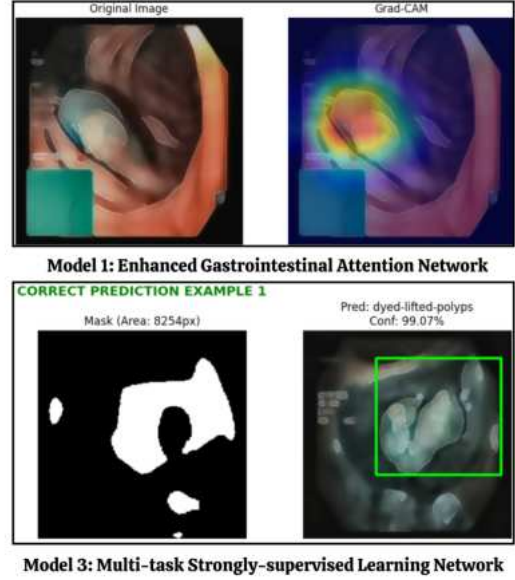 Original Image
Grad-CAM
Model 1: Enhanced Gastrointestinal Attention Network
CORRECT PREDICTION EXAMPLE 1
Mask (Area: 8254px)
Pred: dyed-lifted-polyps
Conf: 99.07%
Model 3: Multi-task Strongly-supervised Learning Network